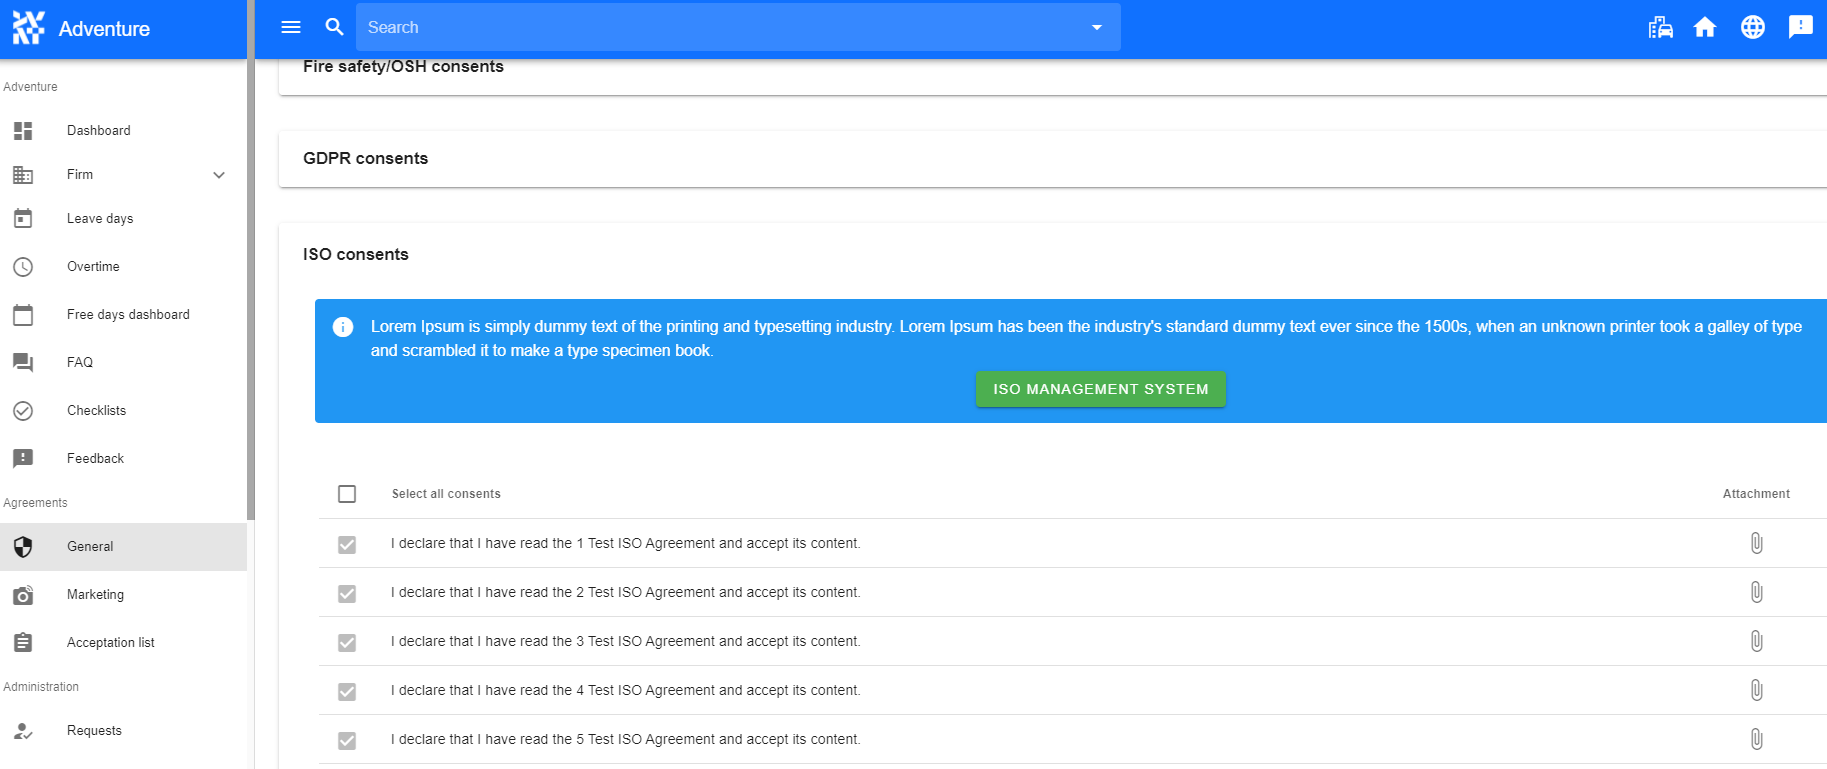 Adventure
Search
Adventure
Dashboard
Firm
Leave days
Overtime
Free days dashboard
FAQ
Checklists
Feedback
Agreements
General
Marketing
Acceptation list
Administration
Requests
Fire safety/OSH consents
GDPR consents
ISO consents
Lorem Ipsum is simply dummy text of the printing and typesetting industry. Lorem Ipsum has been the industry's standard dummy text ever since the 1500s, when an unknown printer took a galley of type
and scrambled it to make a type specimen book.
ISO MANAGEMENT SYSTEM
Select all consents Attachment
I declare that I have read the 1 Test ISO Agreement and accept its content.
I declare that I have read the 2 Test ISO Agreement and accept its content.
I declare that I have read the 3 Test ISO Agreement and accept its content.
I declare that I have read the 4 Test ISO Agreement and accept its content.
I declare that I have read the 5 Test ISO Agreement and accept its content.